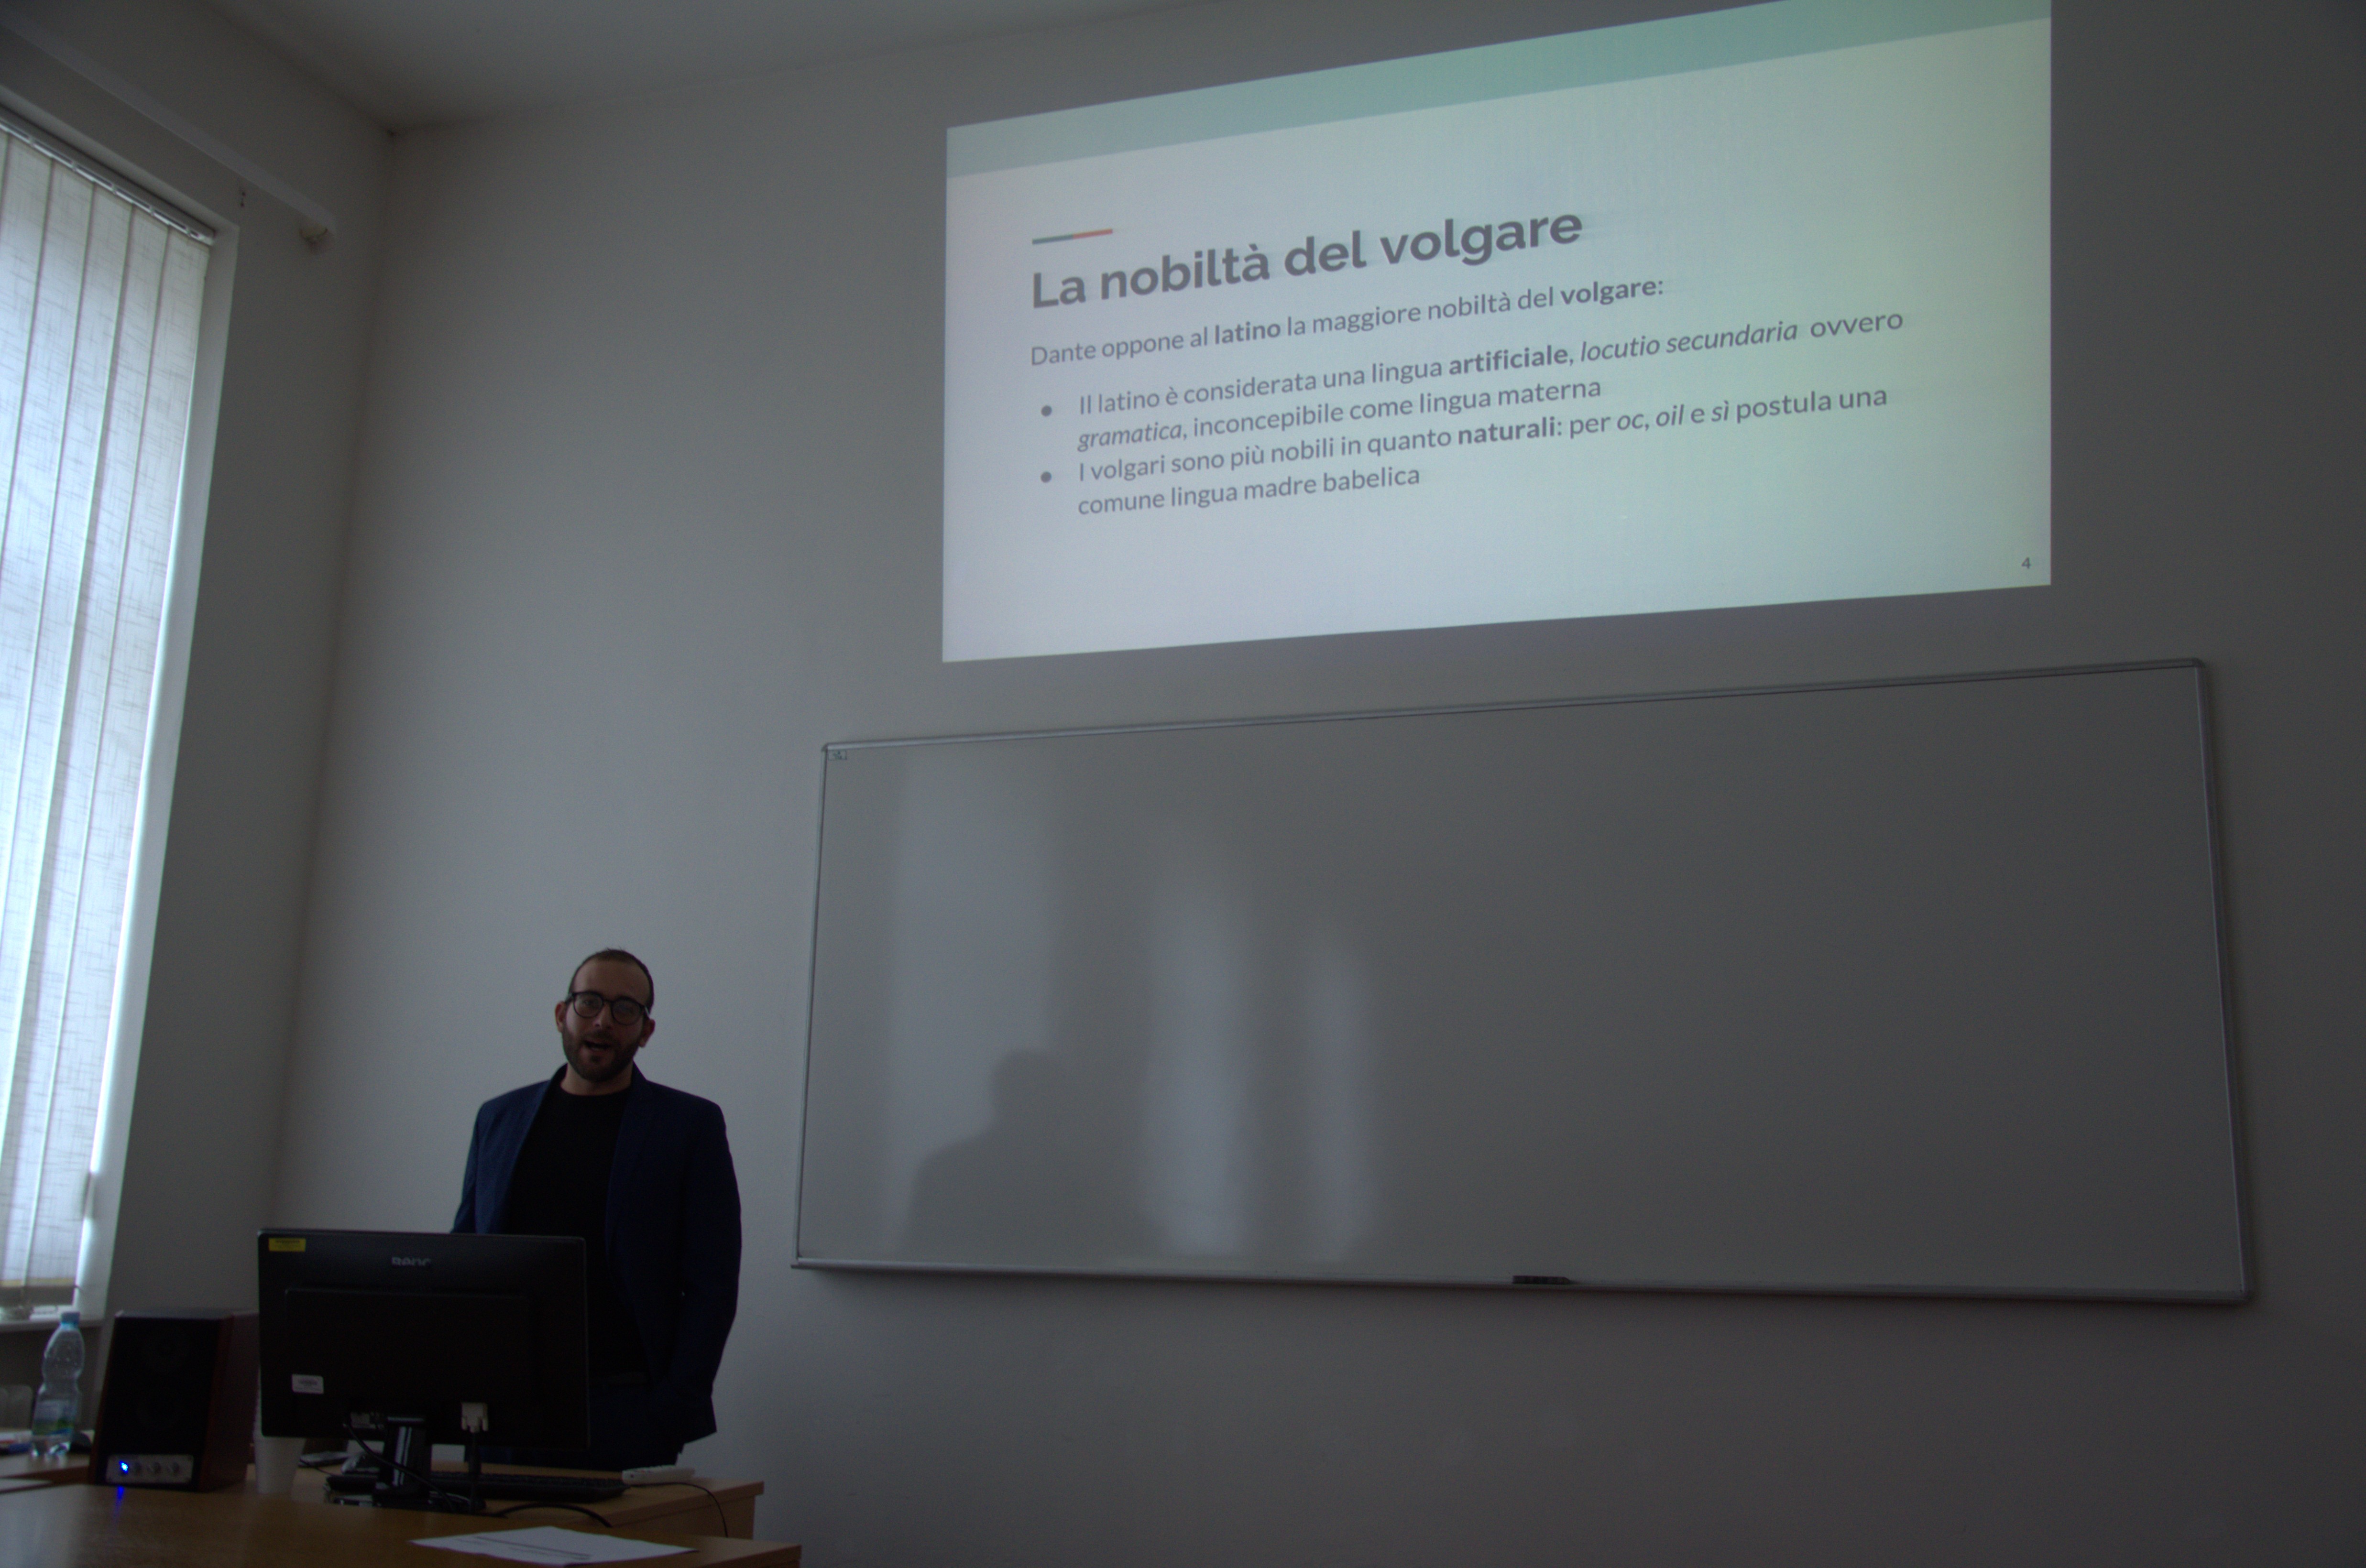 La nobiltà del volgare
Dante oppone al latino la maggiore nobiltà del volgare:
● Il latino è considerata una lingua artificiale, locutio secundaria ovvero
gramatica, inconcepibile come lingua materna
● I volgari sono più nobili in quanto naturali: per oc, oil e sì postula una
comune lingua madre babelica
4